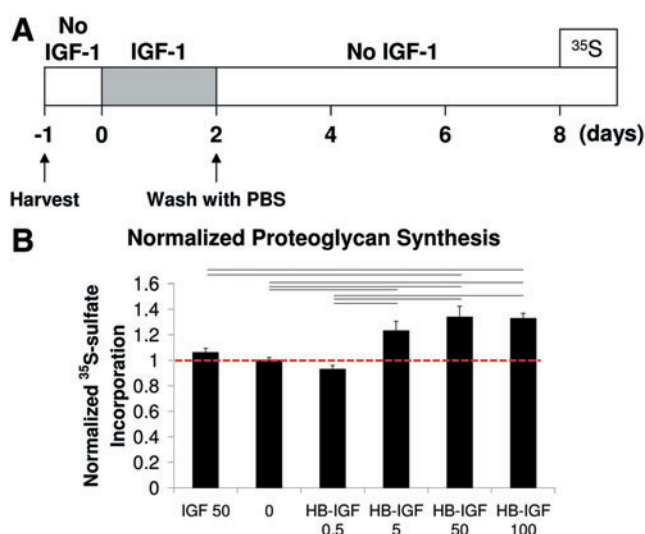 A
No
IGF-1
IGF-1
No IGF-1
35S
-1 0 2 4 6 8 (days)
Harvest
Wash with PBS
B
Normalized Proteoglycan Synthesis
Normalized 35S-sulfate
Incorporation
1.6
1.4
1.2
1
0.8
0.6
0.4
0.2
0
IGF 50 0 HB-IGF HB-IGF HB-IGF HB-IGF
0.5 5 50 100